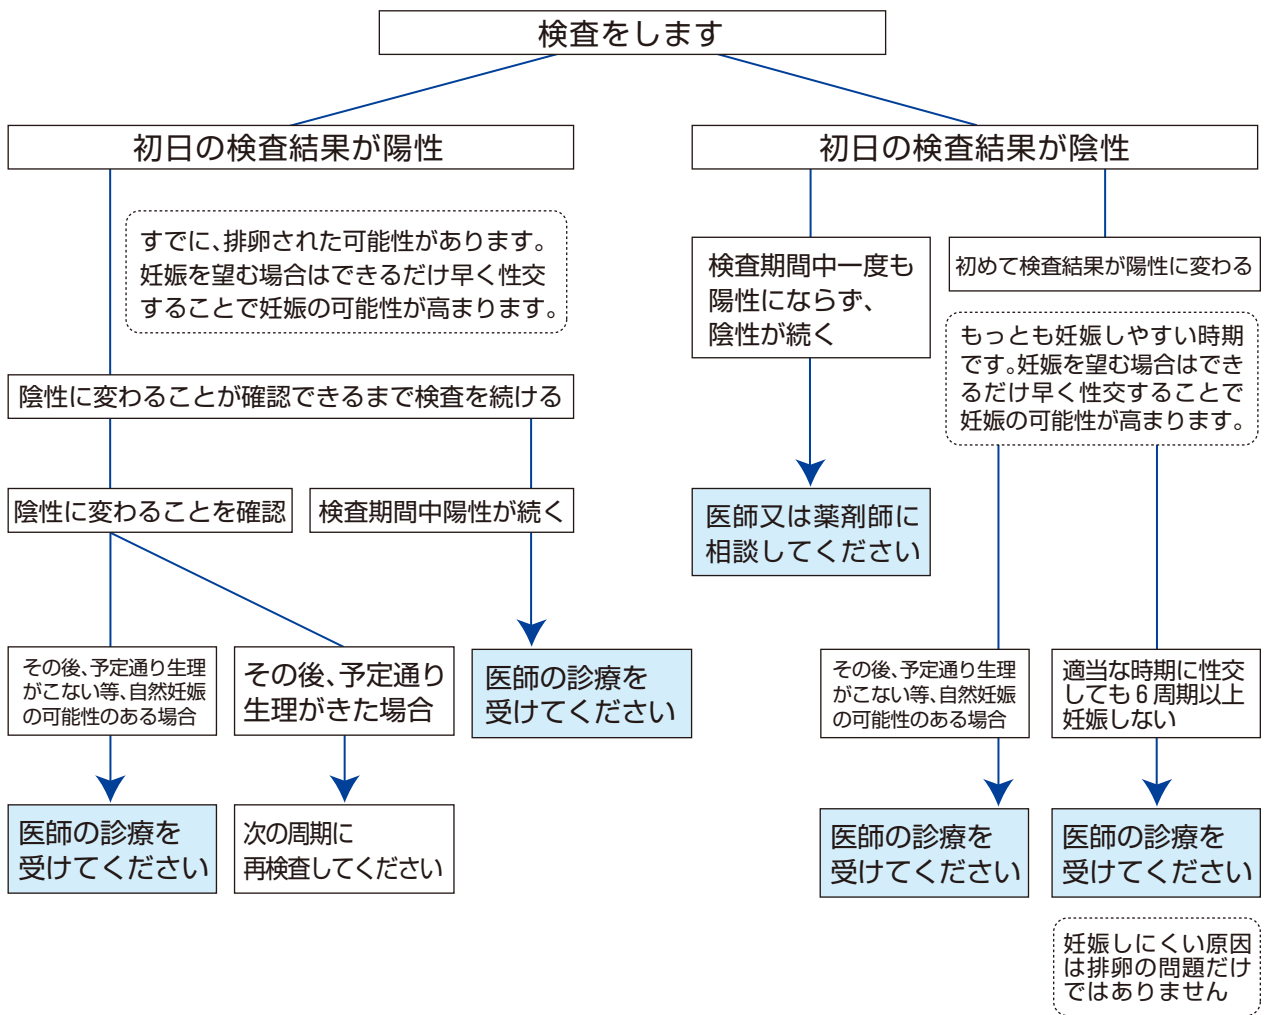 検査をします
初日の検査結果が陽性
すでに、排卵された可能性があります。
妊娠を望む場合はできるだけ早く性交
することで妊娠の可能性が高まります。
陰性に変わることが確認できるまで検査を続ける
陰性に変わることを確認
検査期間中陽性が続く
その後、予定通り生理
がこない等、自然妊娠
の可能性のある場合
医師の診療を
受けてください
その後、予定通り
生理がきた場合
次の周期に
再検査してください
医師の診療を
受けてください
初日の検査結果が陰性
検査期間中一度も
陽性にならず、
陰性が続く
医師又は薬剤師に
相談してください
初めて検査結果が陽性に変わる
もっとも妊娠しやすい時期
です。妊娠を望む場合はでき
るだけ早く性交することで
妊娠の可能性が高まります。
その後、予定通り生理
がこない等、自然妊娠
の可能性のある場合
医師の診療を
受けてください
適当な時期に性交
しても6周期以上
妊娠しない
医師の診療を
受けてください
妊娠しにくい原因
は排卵の問題だけ
ではありません